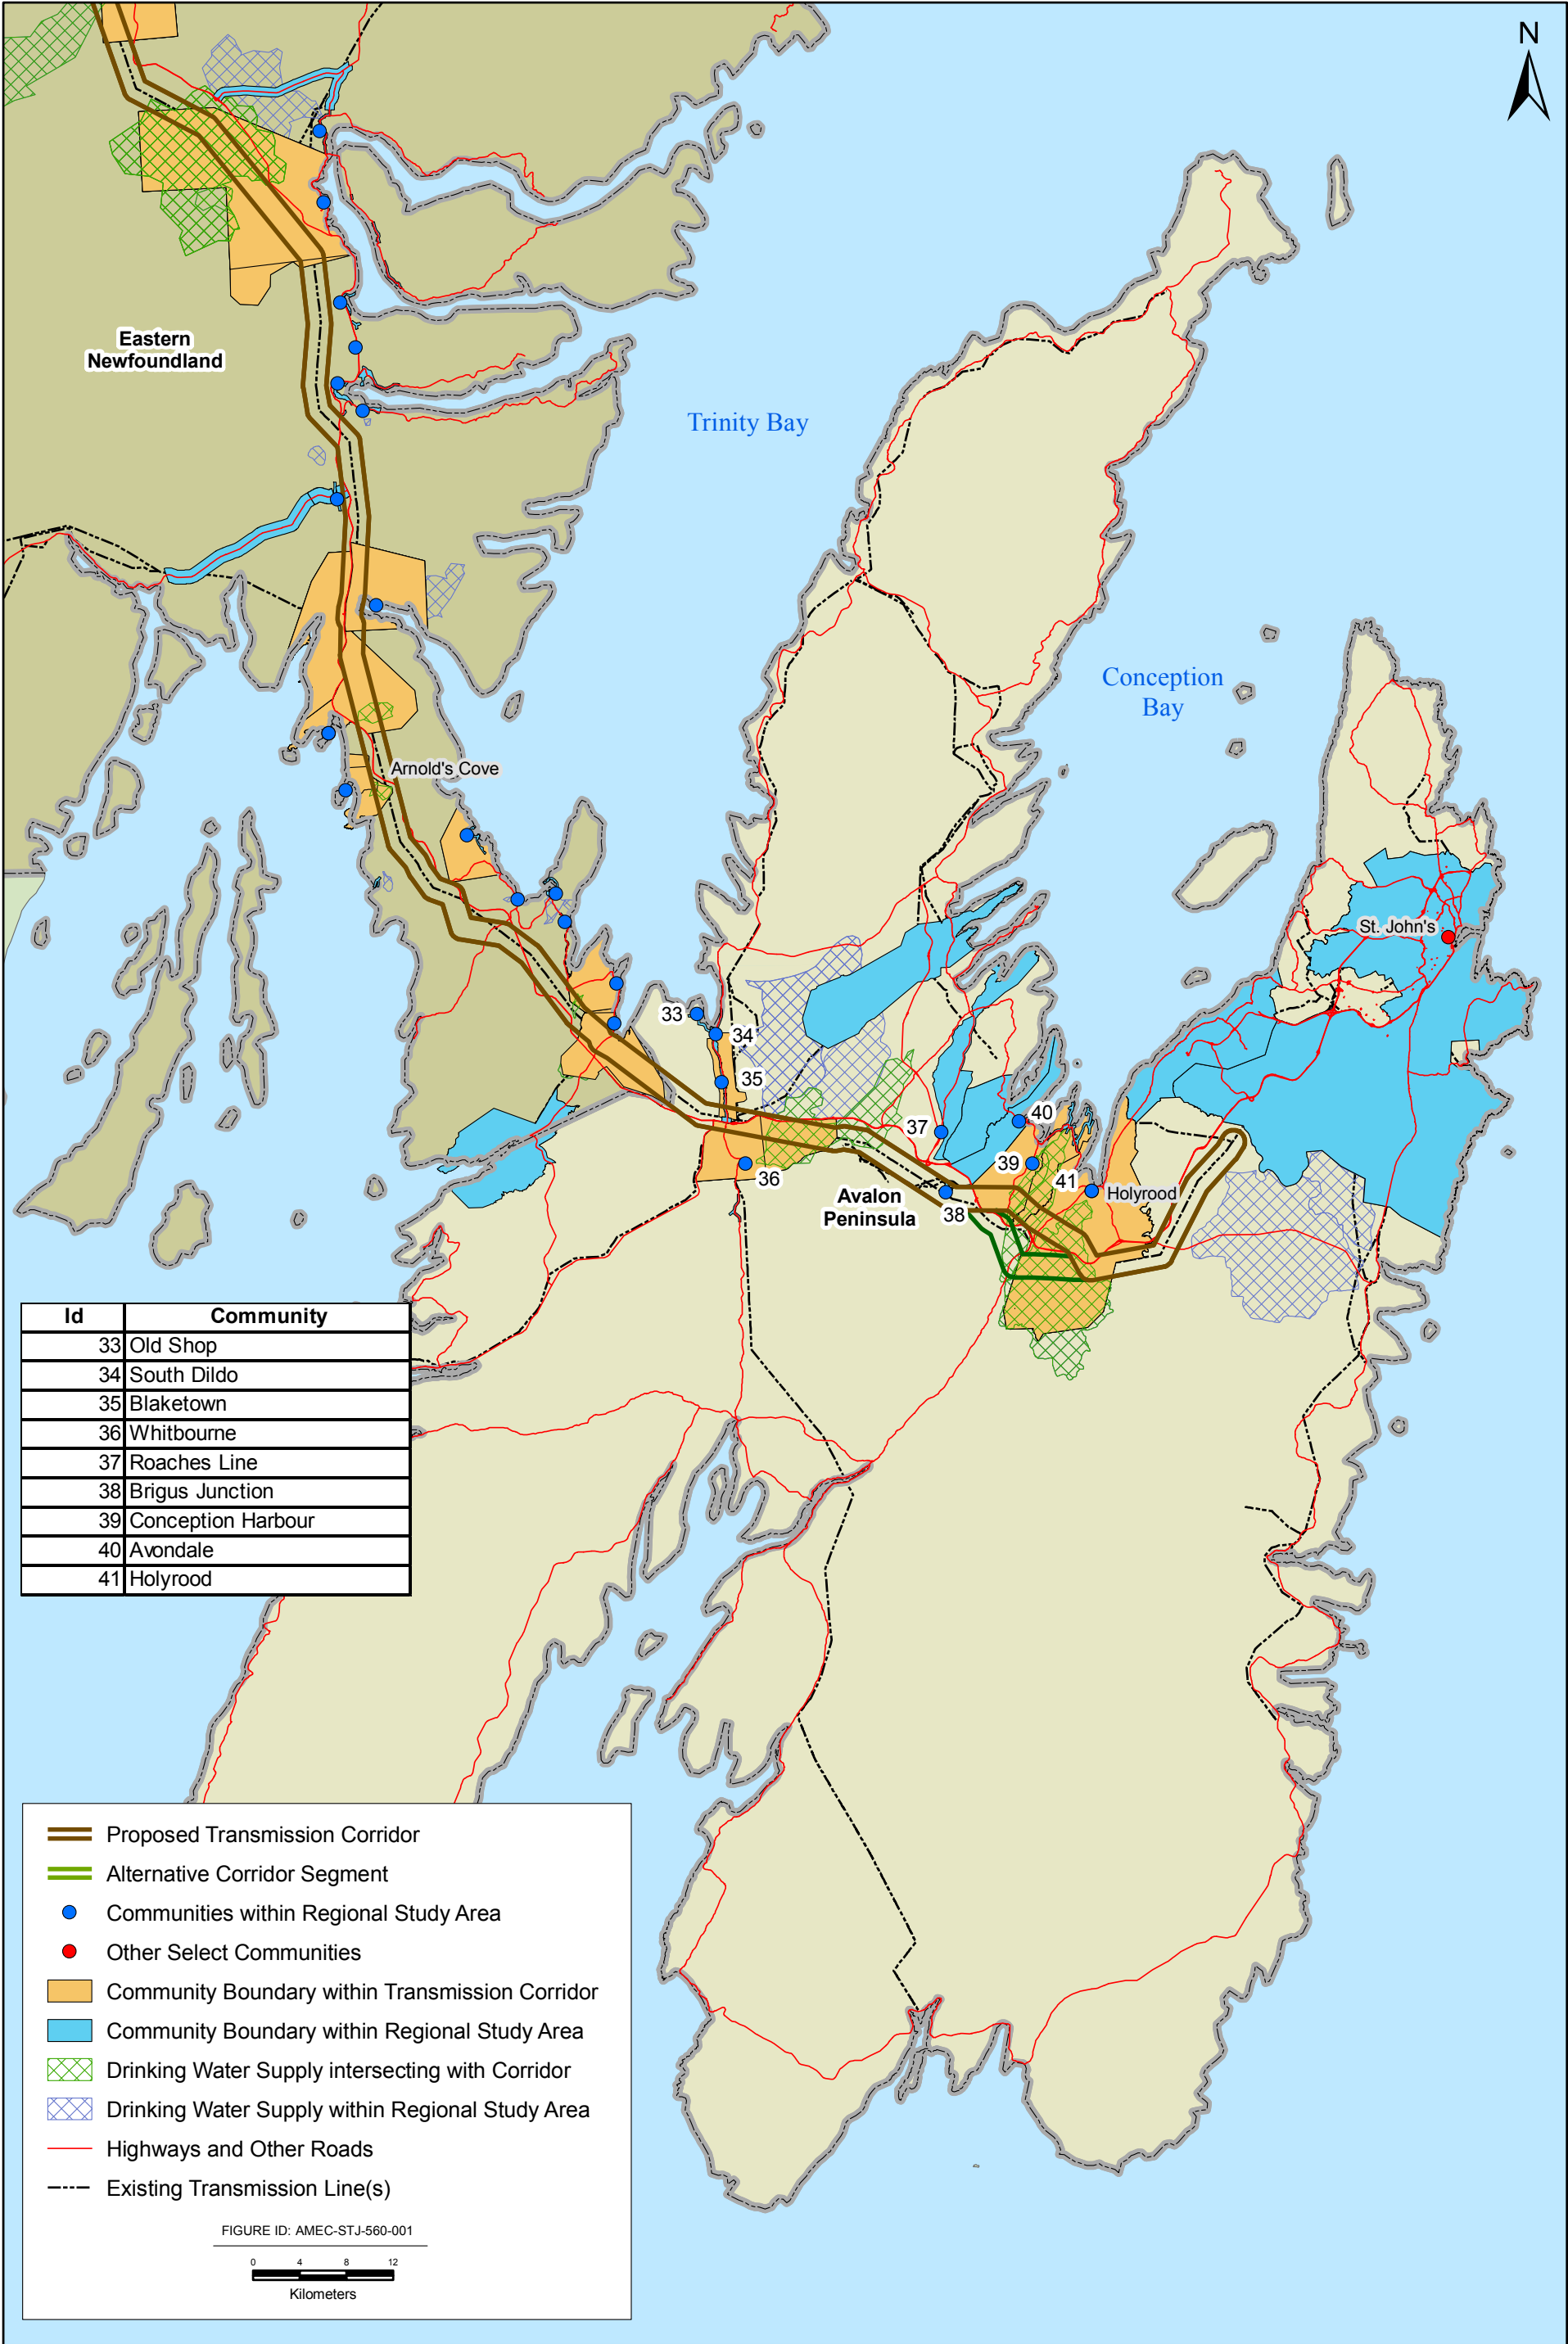 N
Eastern
Newfoundland
Trinity Bay
Conception
Bay
Arnold's Cove
St. John's
33
34
35
40
37
39
36
41
Holyrood
Avalon
Peninsula
38
Id Community
33 Old Shop
34 South Dildo
35 Blaketown
36 Whitbourne
37 Roaches Line
38 Brigus Junction
39 Conception Harbour
40 Avondale
41 Holyrood
Proposed Transmission Corridor
Alternative Corridor Segment
Communities within Regional Study Area
Other Select Communities
Community Boundary within Transmission Corridor
Community Boundary within Regional Study Area
Drinking Water Supply intersecting with Corridor
Drinking Water Supply within Regional Study Area
Highways and Other Roads
Existing Transmission Line(s)
FIGURE ID: AMEC-STJ-560-001
0 4 8 12
Kilometers